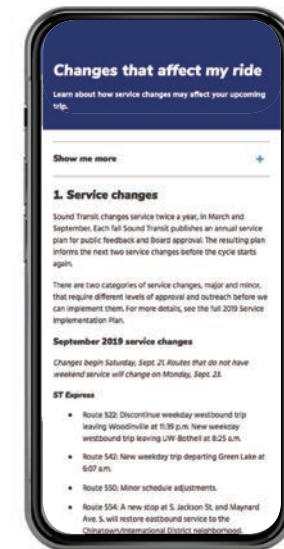 Changes that affect my ride
Learn about how service changes may affect your upcoming
trip.
Show me more +
1. Service changes
Sound Transit changes service twice a year, in March and
September. Each fall Sound Transit publishes an annual service
plan for public feedback and Board approval. The resulting plan
informs the next two service changes before the cycle starts
again.
There are two categories of service changes, major and minor,
that require different levels of approval and outreach before we
can implement them. For more details, see the full 2019 Service
Implementation Plan.
September 2019 service changes
Changes begin Saturday, Sept. 21. Routes that do not have
weekend service will change on Monday, Sept. 23.
ST Express
• Route 522: Discontinue weekday westbound trip
leaving Woodinville at 11:39 p.m. New weekday
westbound trip leaving UW-Bothell at 8:25 a.m.
• Route 542: New weekday trip departing Green Lake at
6:07 a.m.
• Route 550: Minor schedule adjustments.
• Route 554: A new stop at S. Jackson St. and Maynard
Ave. S. will restore eastbound service to the
Chinatown/International District neighborhood.